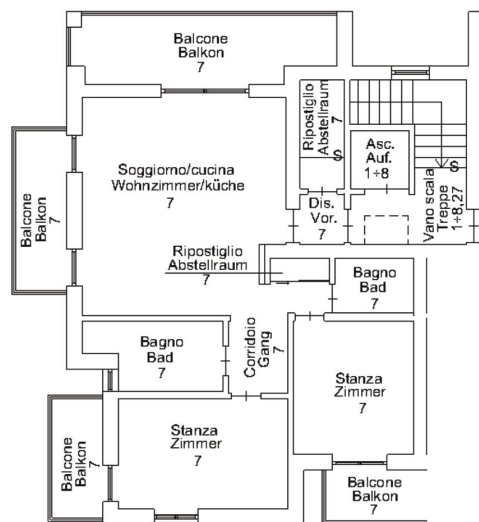 Balcone
Balkon
7
Ripostiglio
Abstellraum
7
S
Asc.
Auf.
1÷8
Vano scala
Treppe
1÷8,27
S
Soggiorno/cucina
Wohnzimmer/küche
7
Balcone
Balkon
7
Dis.
Vor.
7
Ripostiglio
Abstellraum
7
Bagno
Bad
7
Bagno
Bad
7
Corridoio
Gang
7
Stanza
Zimmer
7
Balcone
Balkon
7
Stanza
Zimmer
7
Balcone
Balkon
7